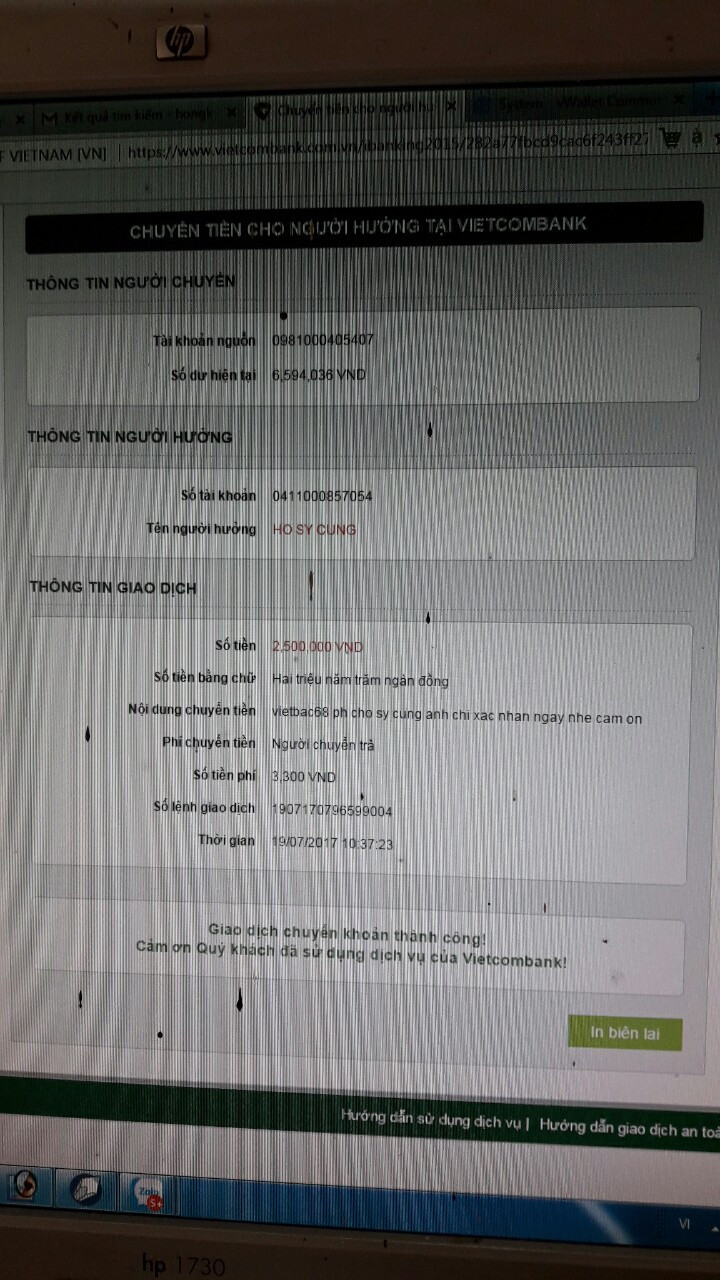 hp
Kết quả tìm kiếm - hongk
Chuyển tiền cho người hư
System - vWallet Commun
F VIETNAM [VN] | https://www.vietcombank.com.vn/ibanking2015/282a77fbcd9cac6f243ff27
CHUYỂN TIỀN CHO NGƯỜI HƯỞNG TẠI VIETCOMBANK
THÔNG TIN NGƯỜI CHUYỂN
Tài khoản nguồn 0981000405407
Số dư hiện tại 6,594,036 VND
THÔNG TIN NGƯỜI HƯỞNG
Số tài khoản 0411000857054
Tên người hưởng HO SY CUNG
THÔNG TIN GIAO DỊCH
Số tiền 2,500,000 VND
Số tiền bằng chữ Hai triệu năm trăm ngàn đồng
Nội dung chuyển tiền vietbac68 ph cho sy cung anh chi xac nhan ngay nhe cam on
Phí chuyển tiền Người chuyển trả
Số tiền phí 3,300 VND
Số lệnh giao dịch 1907170796599004
Thời gian 19/07/2017 10:37:23
Giao dịch chuyển khoản thành công!
Cảm ơn Quý khách đã sử dụng dịch vụ của Vietcombank!
In biên lai
Hướng dẫn sử dụng dịch vụ | Hướng dẫn giao dịch an toà
Zalo
5+
VI
hp 1730